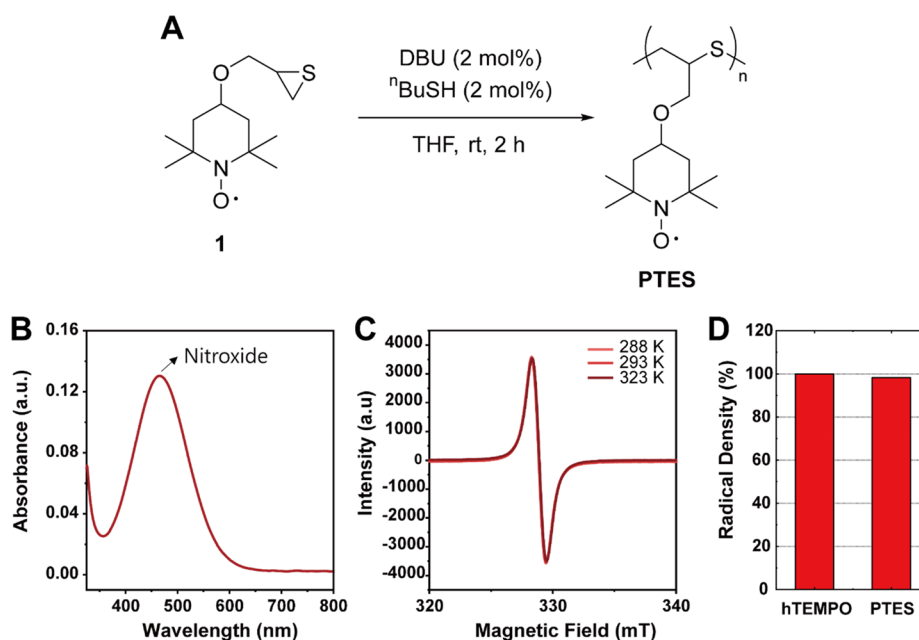 A
DBU (2 mol%)
ⁿBuSH (2 mol%)
THF, rt, 2 h
O
S
N
O·
1
S
n
O
N
O·
PTES
B
0.16
0.12
0.08
0.04
0.00
Absorbance (a.u.)
Nitroxide
400 500 600 700 800
Wavelength (nm)
C
4000
3000
2000
1000
0
-1000
-2000
-3000
-4000
Intensity (a.u)
288 K
293 K
323 K
320 330 340
Magnetic Field (mT)
D
120
100
80
60
40
20
0
Radical Density (%)
hTEMPO PTES